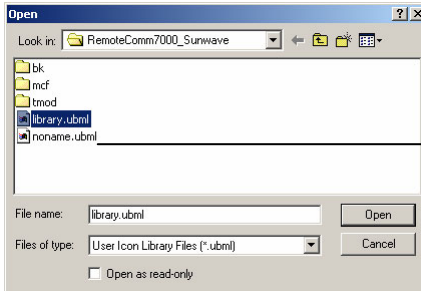 Open
Look in: RemoteComm7000_Sunwave
bk
mcf
tmod
library.ubml
noname.ubml
File name: library.ubml Open
Files of type: User Icon Library Files (*.ubml) Cancel
Open as read-only